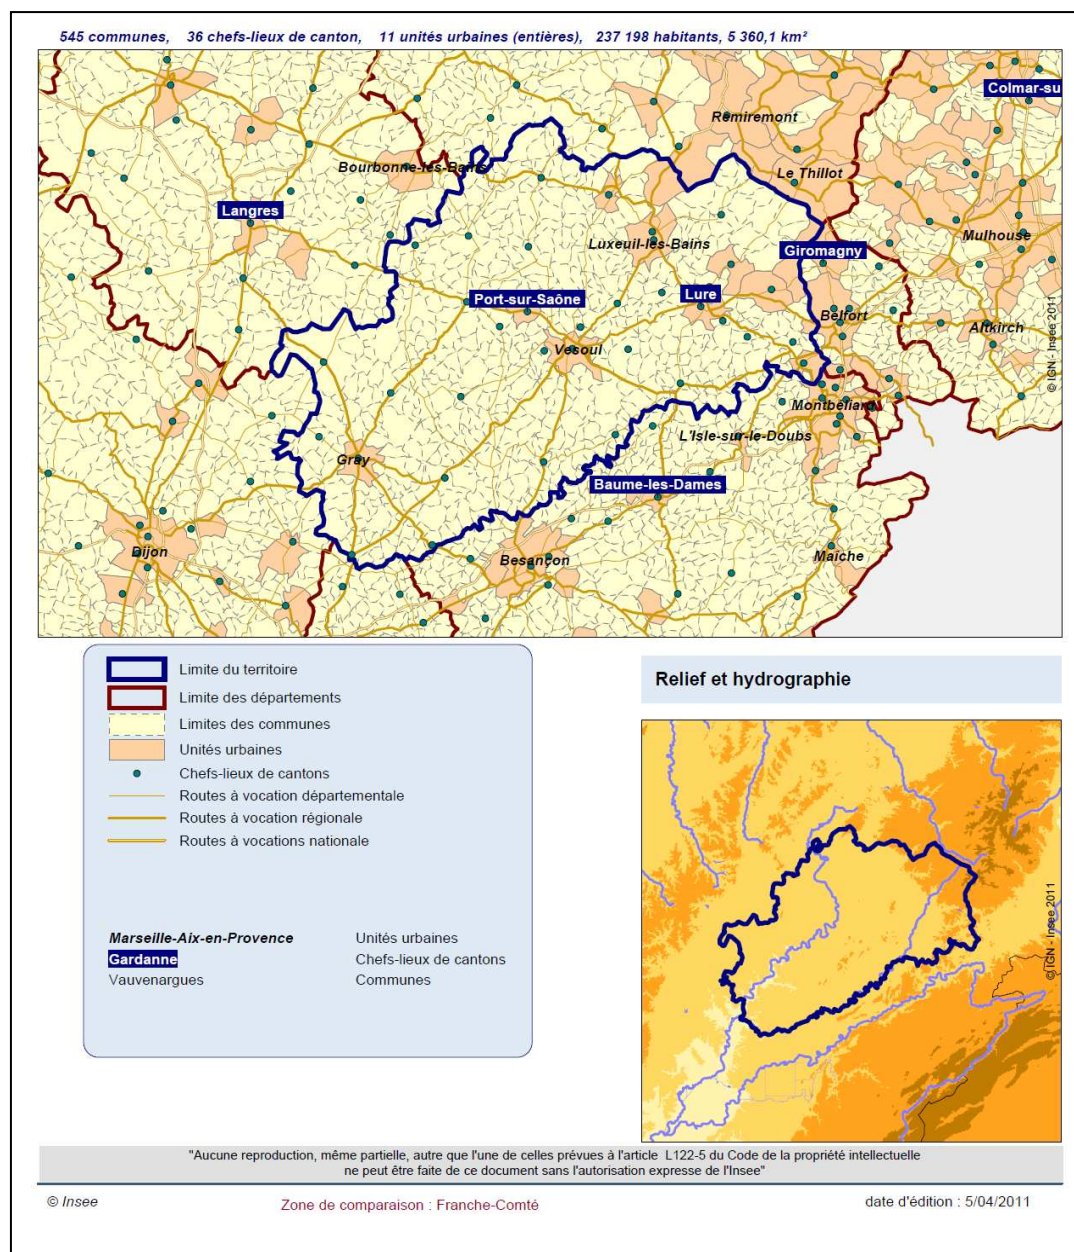 545 communes, 36 chefs-lieux de canton, 11 unités urbaines (entières), 237 198 habitants, 5 360,1 km²
Colmar-su
Remiremont
Bourbonne-les-Bains
Le Thillot
Langres
Luxeuil-les-Bains
Mulhouse
Giromagny
Port-sur-Saône
Lure
Belfort
Altkirch
Vesoul
Montbéliard
L'Isle-sur-le-Doubs
Gray
Baume-les-Dames
Dijon
Besançon
Maîche
© IGN - Insee 2011
Limite du territoire
Limite des départements
Limites des communes
Unités urbaines
Chefs-lieux de cantons
Routes à vocation départementale
Routes à vocation régionale
Routes à vocations nationale
Marseille-Aix-en-Provence Unités urbaines
Gardanne Chefs-lieux de cantons
Vauvenargues Communes
Relief et hydrographie
© IGN - Insee 2011
"Aucune reproduction, même partielle, autre que l'une de celles prévues à l'article L122-5 du Code de la propriété intellectuelle
ne peut être faite de ce document sans l'autorisation expresse de l'Insee"
© Insee Zone de comparaison : Franche-Comté date d'édition : 5/04/2011